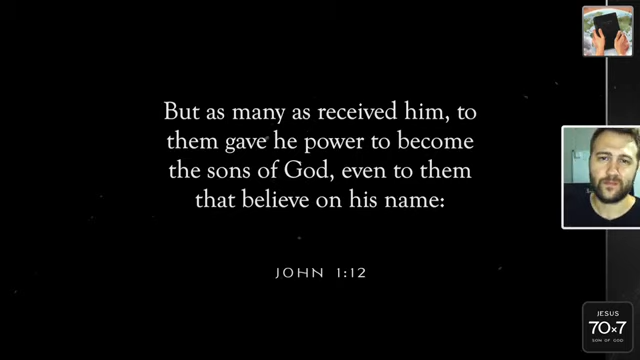 But as many as received him, to
them gave he power to become
the sons of God, even to them
that believe on his name:
JOHN 1:12
JESUS
70×7
SON OF GOD